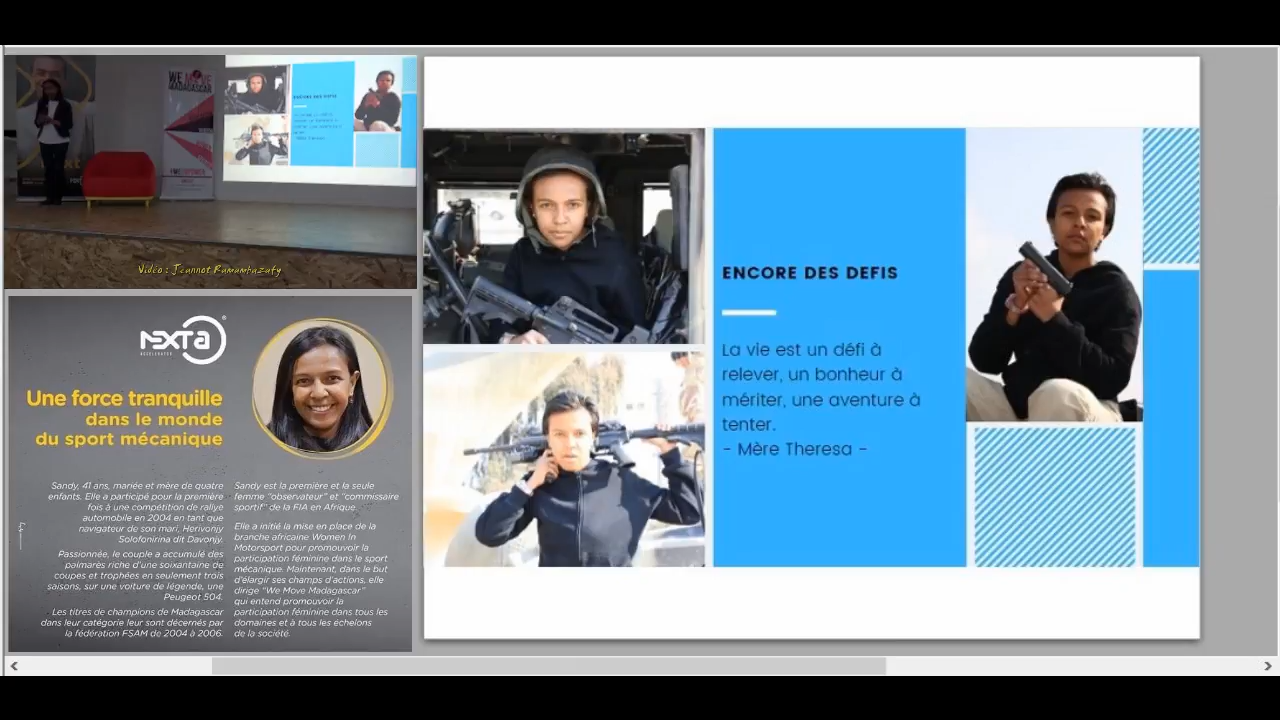 WE MOVE
MADAGASCAR
ENCORE DES DEFIS
Vidéo : Jeannot Ramambazafy
NEXTA
ACCELERATOR
Une force tranquille
dans le monde
du sport mécanique
Sandy, 41 ans, mariée et mère de quatre
enfants. Elle a participé pour la première
fois à une compétition de rallye
automobile en 2004 en tant que
navigateur de son mari, Herivonjy
Solofonirina dit Davonjy.
Passionnée, le couple a accumulé des
palmarès riche d'une soixantaine de
coupes et trophées en seulement trois
saisons, sur une voiture de légende, une
Peugeot 504.
Les titres de champions de Madagascar
dans leur catégorie leur sont décernés par
la fédération FSAM de 2004 à 2006.
Sandy est la première et la seule
femme "observateur" et "commissaire
sportif" de la FIA en Afrique.
Elle a initié la mise en place de la
branche africaine Women In
Motorsport pour promouvoir la
participation féminine dans le sport
mécanique. Maintenant, dans le but
d'élargir ses champs d'actions, elle
dirige "We Move Madagascar"
qui entend promouvoir la
participation féminine dans tous les
domaines et à tous les échelons
de la société.
ENCORE DES DEFIS
La vie est un défi à
relever, un bonheur à
mériter, une aventure à
tenter.
- Mère Theresa -